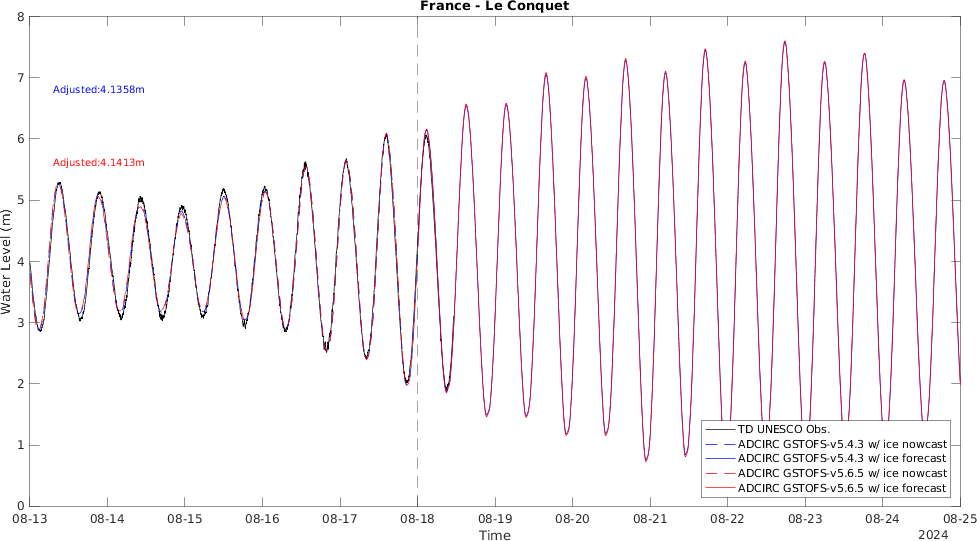 France - Le Conquet
8
7
6
5
4
3
2
1
0
Water Level (m)
Adjusted:4.1358m
Adjusted:4.1413m
TD UNESCO Obs.
ADCIRC GSTOFS-v5.4.3 w/ ice nowcast
ADCIRC GSTOFS-v5.4.3 w/ ice forecast
ADCIRC GSTOFS-v5.6.5 w/ ice nowcast
ADCIRC GSTOFS-v5.6.5 w/ ice forecast
08-13 08-14 08-15 08-16 08-17 08-18 08-19 08-20 08-21 08-22 08-23 08-24 08-25
Time
2024